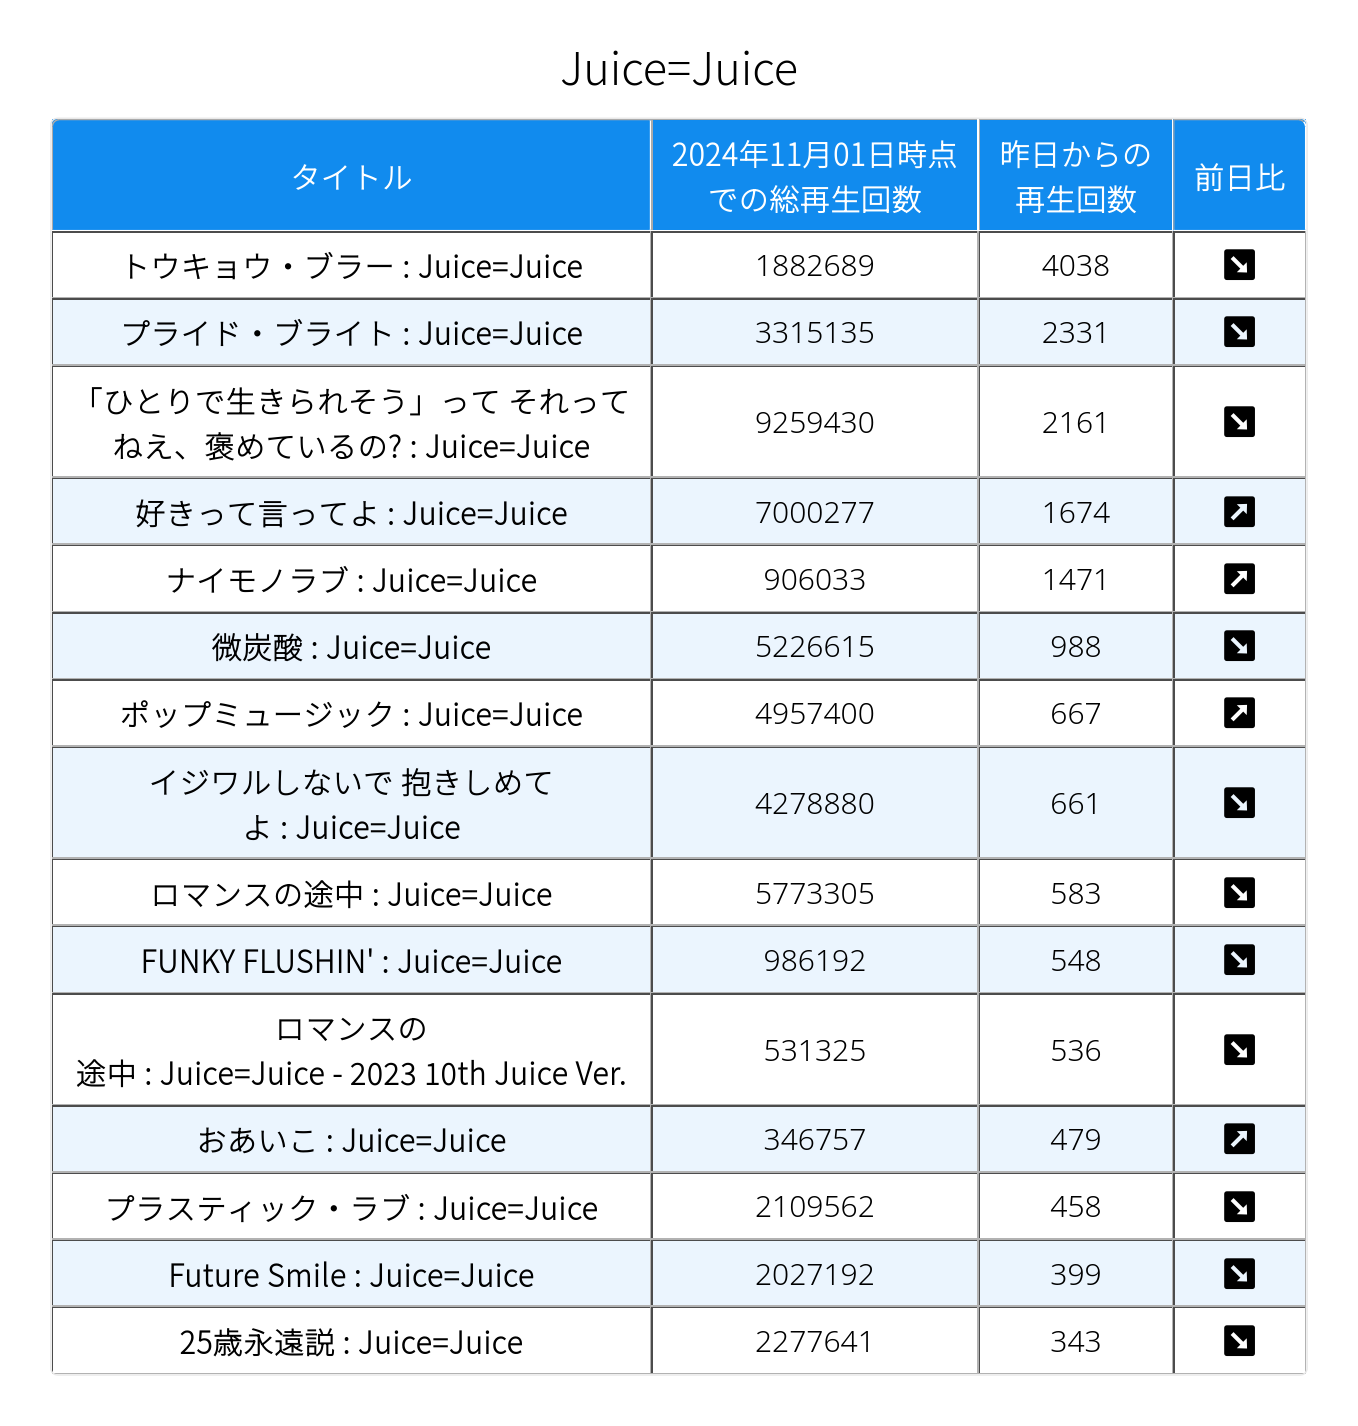 Juice=Juice
タイトル
2024年11月01日時点
での総再生回数
昨日からの
再生回数
前日比
トウキョウ・ブラー : Juice=Juice 1882689 4038 ↘
プライド・ブライト : Juice=Juice 3315135 2331 ↘
「ひとりで生きられそう」って それって
ねえ、褒めているの? : Juice=Juice 9259430 2161 ↘
好きって言ってよ : Juice=Juice 7000277 1674 ↗
ナイモノラブ : Juice=Juice 906033 1471 ↗
微炭酸 : Juice=Juice 5226615 988 ↘
ポップミュージック : Juice=Juice 4957400 667 ↗
イジワルしないで 抱きしめて
よ : Juice=Juice 4278880 661 ↘
ロマンスの途中 : Juice=Juice 5773305 583 ↘
FUNKY FLUSHIN' : Juice=Juice 986192 548 ↘
ロマンスの
途中 : Juice=Juice - 2023 10th Juice Ver. 531325 536 ↘
おあいこ : Juice=Juice 346757 479 ↗
プラスティック・ラブ : Juice=Juice 2109562 458 ↘
Future Smile : Juice=Juice 2027192 399 ↘
25歳永遠説 : Juice=Juice 2277641 343 ↘